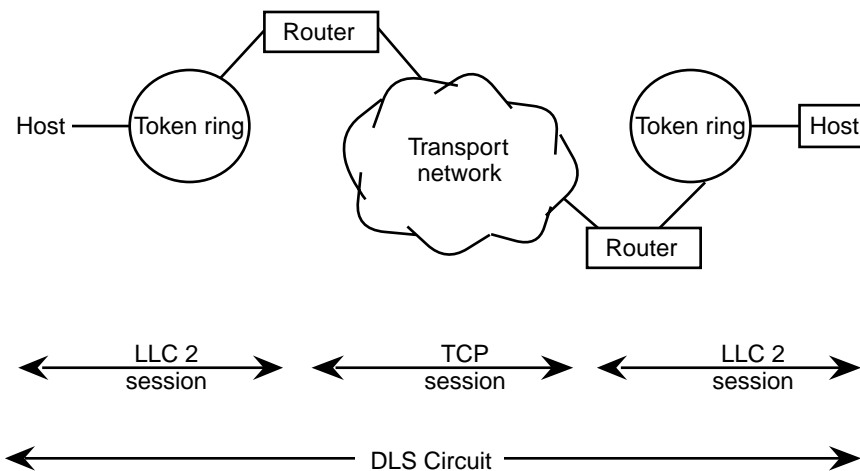 Router
Host
Token ring
Transport
network
Token ring
Host
Router
LLC 2
session
TCP
session
LLC 2
session
DLS Circuit